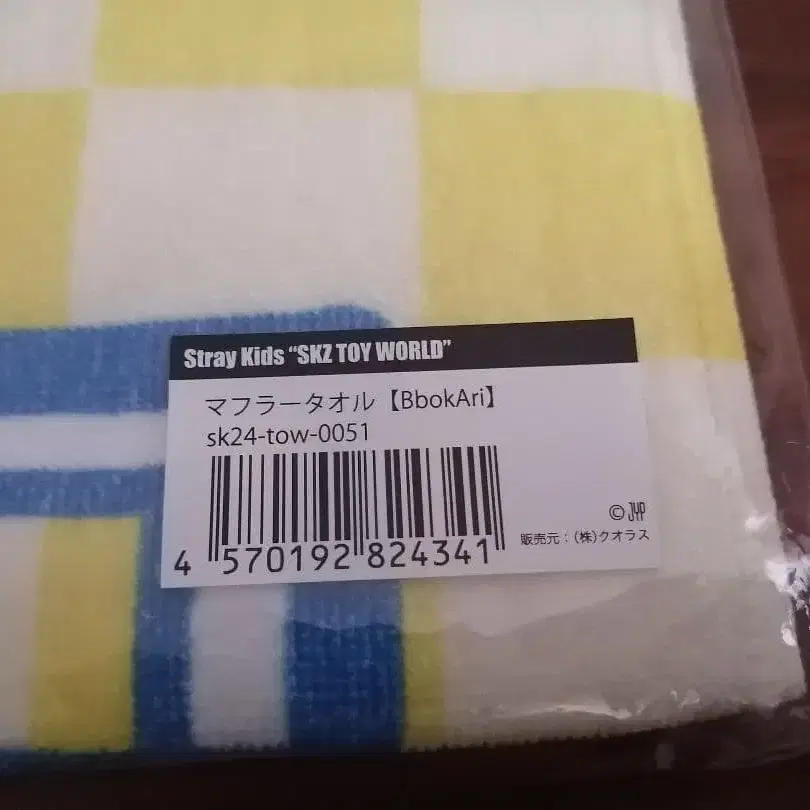 Stray Kids “SKZ TOY WORLD”
マフラータオル【BbokAri】
sk24-tow-0051
4 570192 824341
© JYP
販売元：(株)クオラス